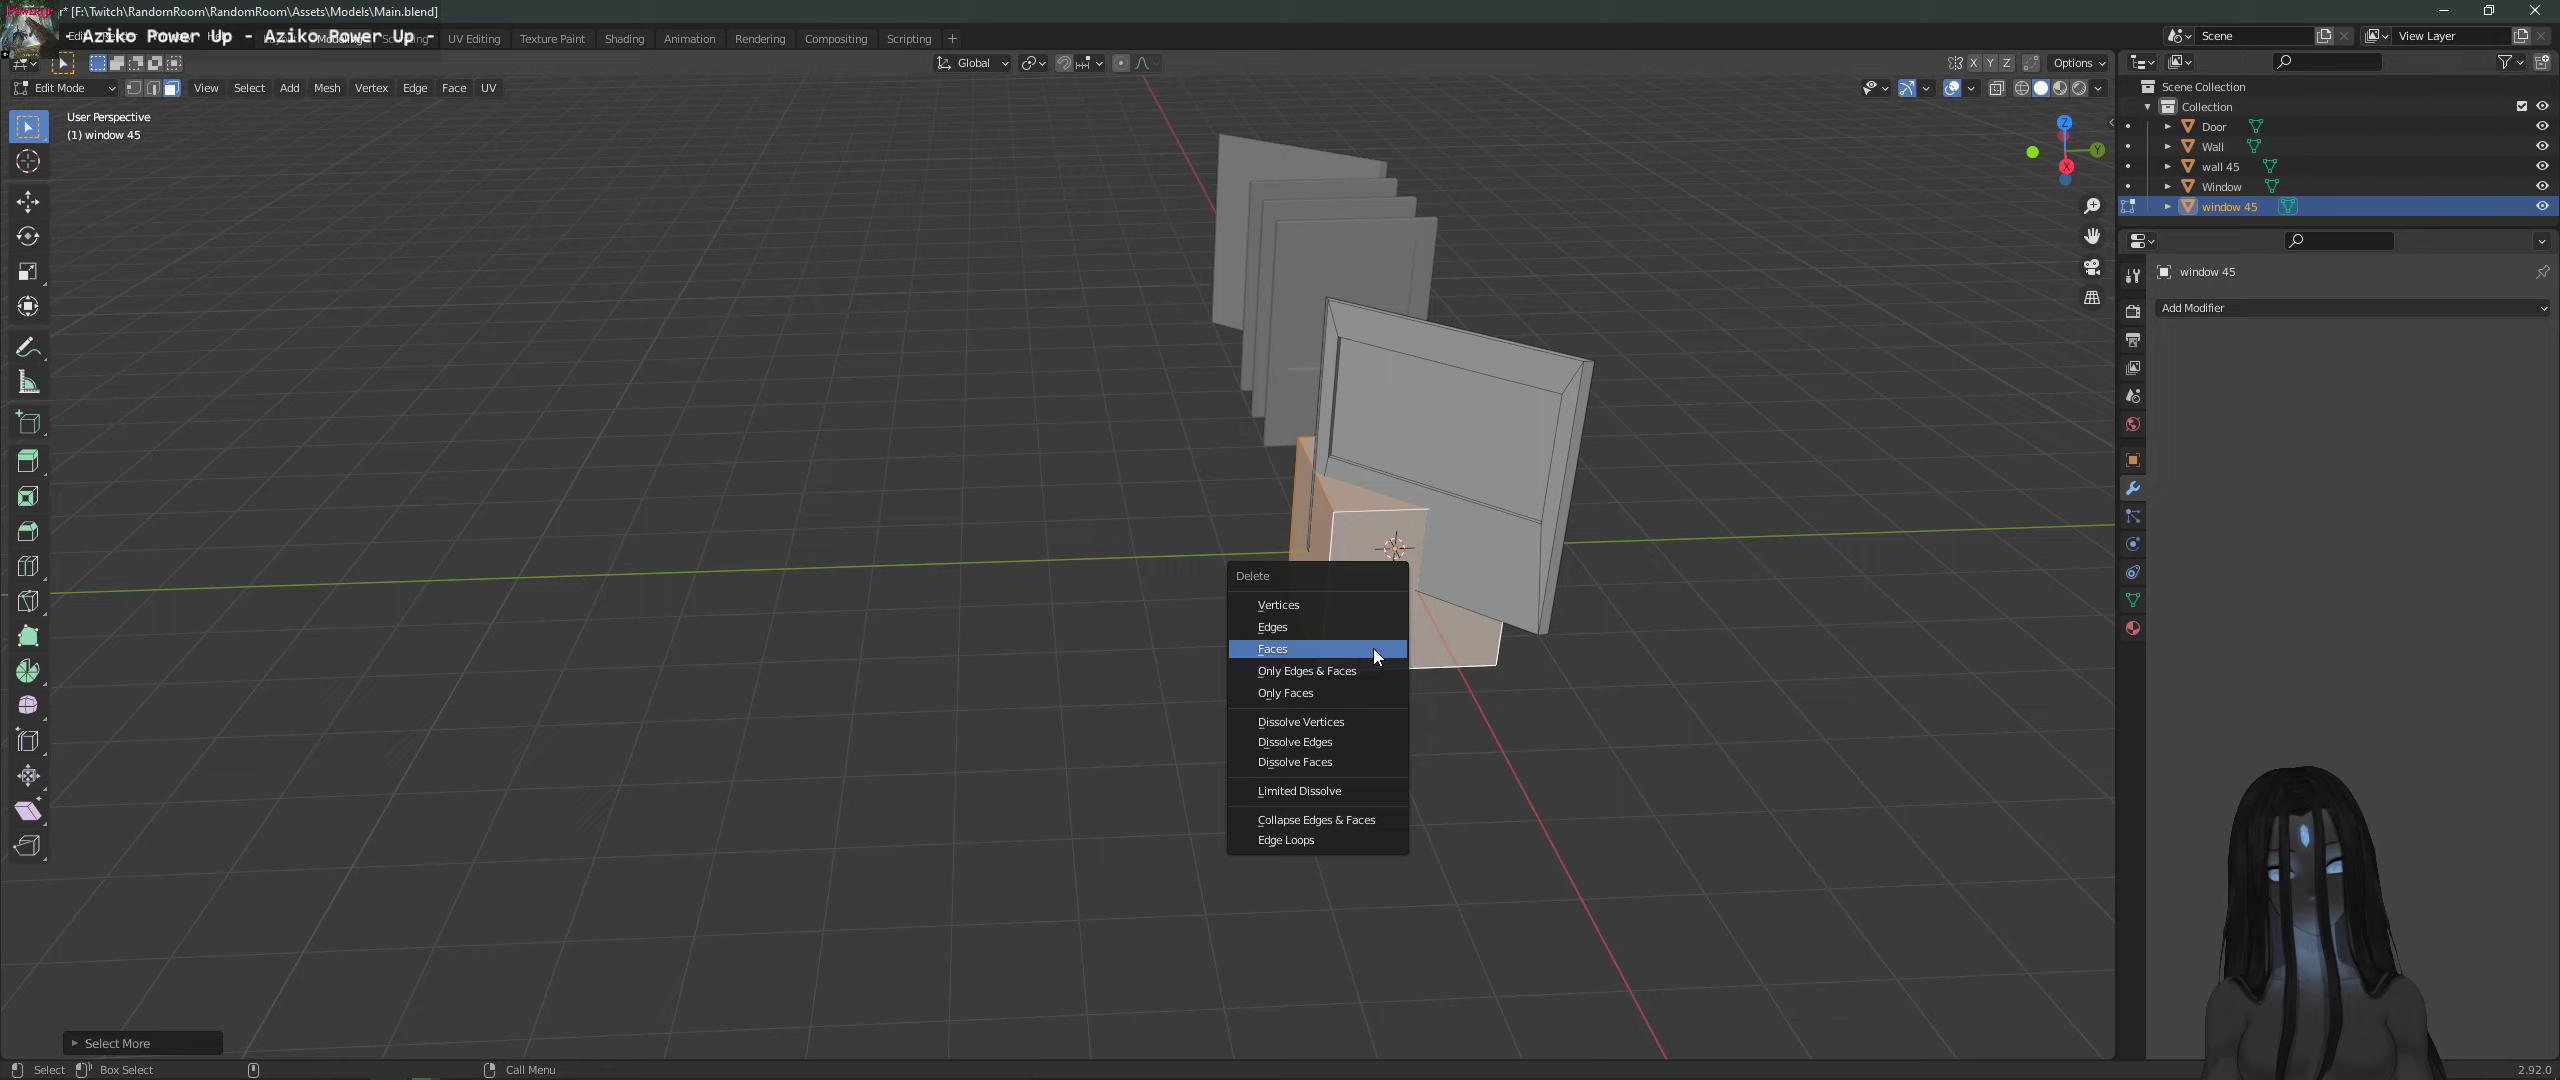 r* [F:\Twitch\RandomRoom\RandomRoom\Assets\Models\Main.blend]
- Aziko Power Up - Aziko Power Up -
UV Editing Texture Paint Shading Animation Rendering Compositing Scripting +
Scene View Layer
Global X Y Z Options
Edit Mode View Select Add Mesh Vertex Edge Face UV
User Perspective
(1) window 45
Z
Y
X
Scene Collection
Collection
Door
Wall
wall 45
Window
window 45
window 45
Add Modifier
Delete
Vertices
Edges
Faces
Only Edges & Faces
Only Faces
Dissolve Vertices
Dissolve Edges
Dissolve Faces
Limited Dissolve
Collapse Edges & Faces
Edge Loops
Select More
Select Box Select Call Menu 2.92.0